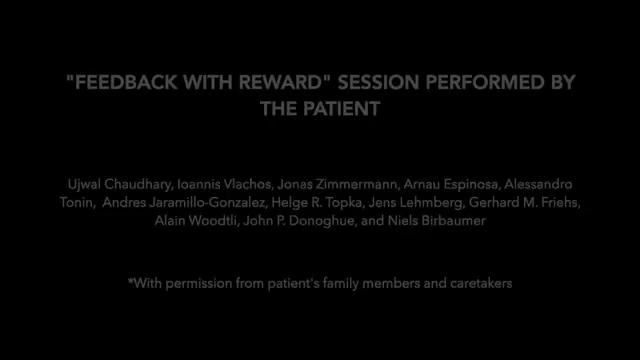 "FEEDBACK WITH REWARD" SESSION PERFORMED BY
THE PATIENT
Ujwal Chaudhary, Ioannis Vlachos, Jonas Zimmermann, Arnau Espinosa, Alessandro
Tonin, Andres Jaramillo-Gonzalez, Helge R. Topka, Jens Lehmberg, Gerhard M. Friehs,
Alain Woodtli, John P. Donoghue, and Niels Birbaumer
*With permission from patient's family members and caretakers